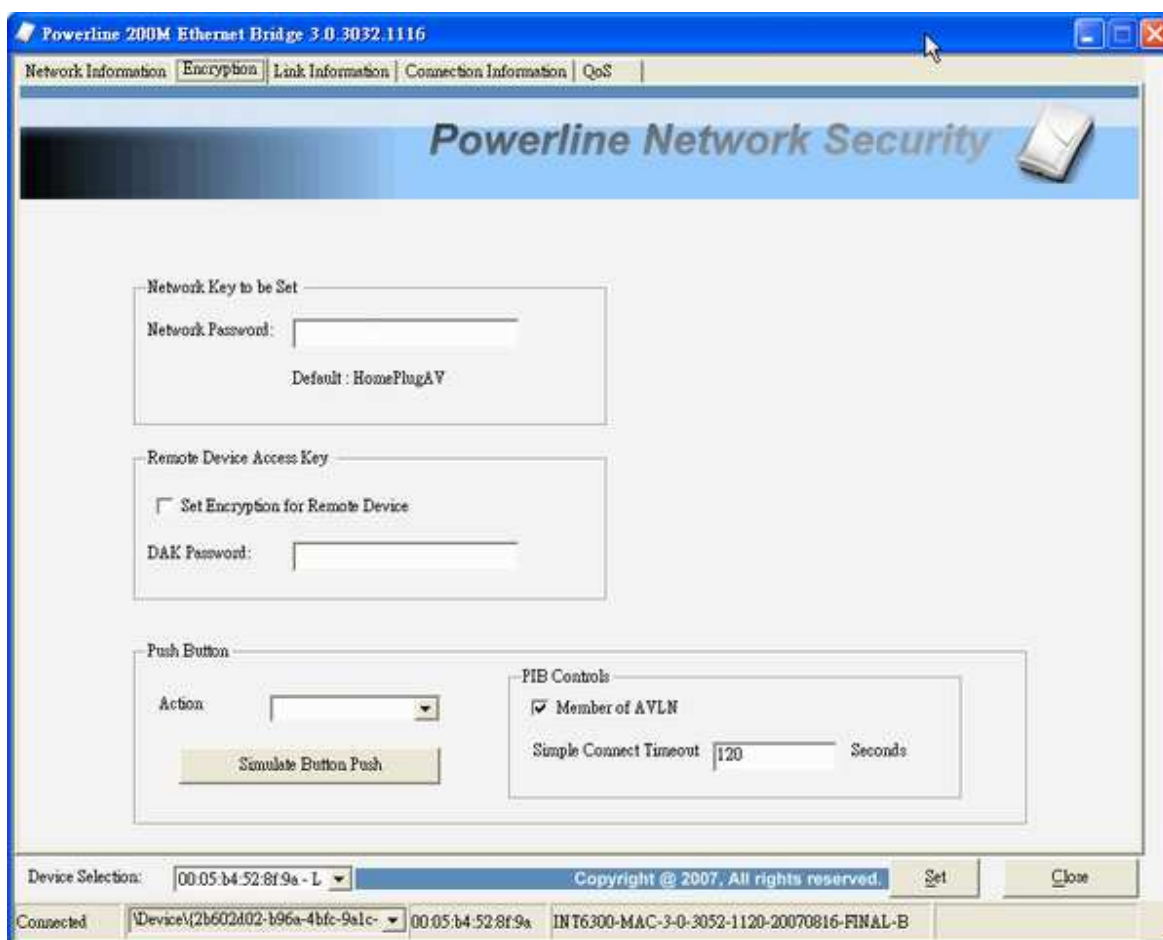 Powerline 200M Ethernet Bridge 3.0.3032.1116
Network Information Encryption Link Information Connection Information QoS
Powerline Network Security
Network Key to be Set
Network Password:
Default : HomePlugAV
Remote Device Access Key
Set Encryption for Remote Device
DAK Password:
Push Button
PIB Controls
Action
Member of AVLN
Simple Connect Timeout 120 Seconds
Simulate Button Push
Device Selection: 00:05:b4:52:8f:9a - L Copyright @ 2007, All rights reserved. Set Close
Connected \Device\{2b602d02-b96a-4bfc-9a1c- 00:05:b4:52:8f:9a INT6300-MAC-3-0-3052-1120-20070816-FINAL-B